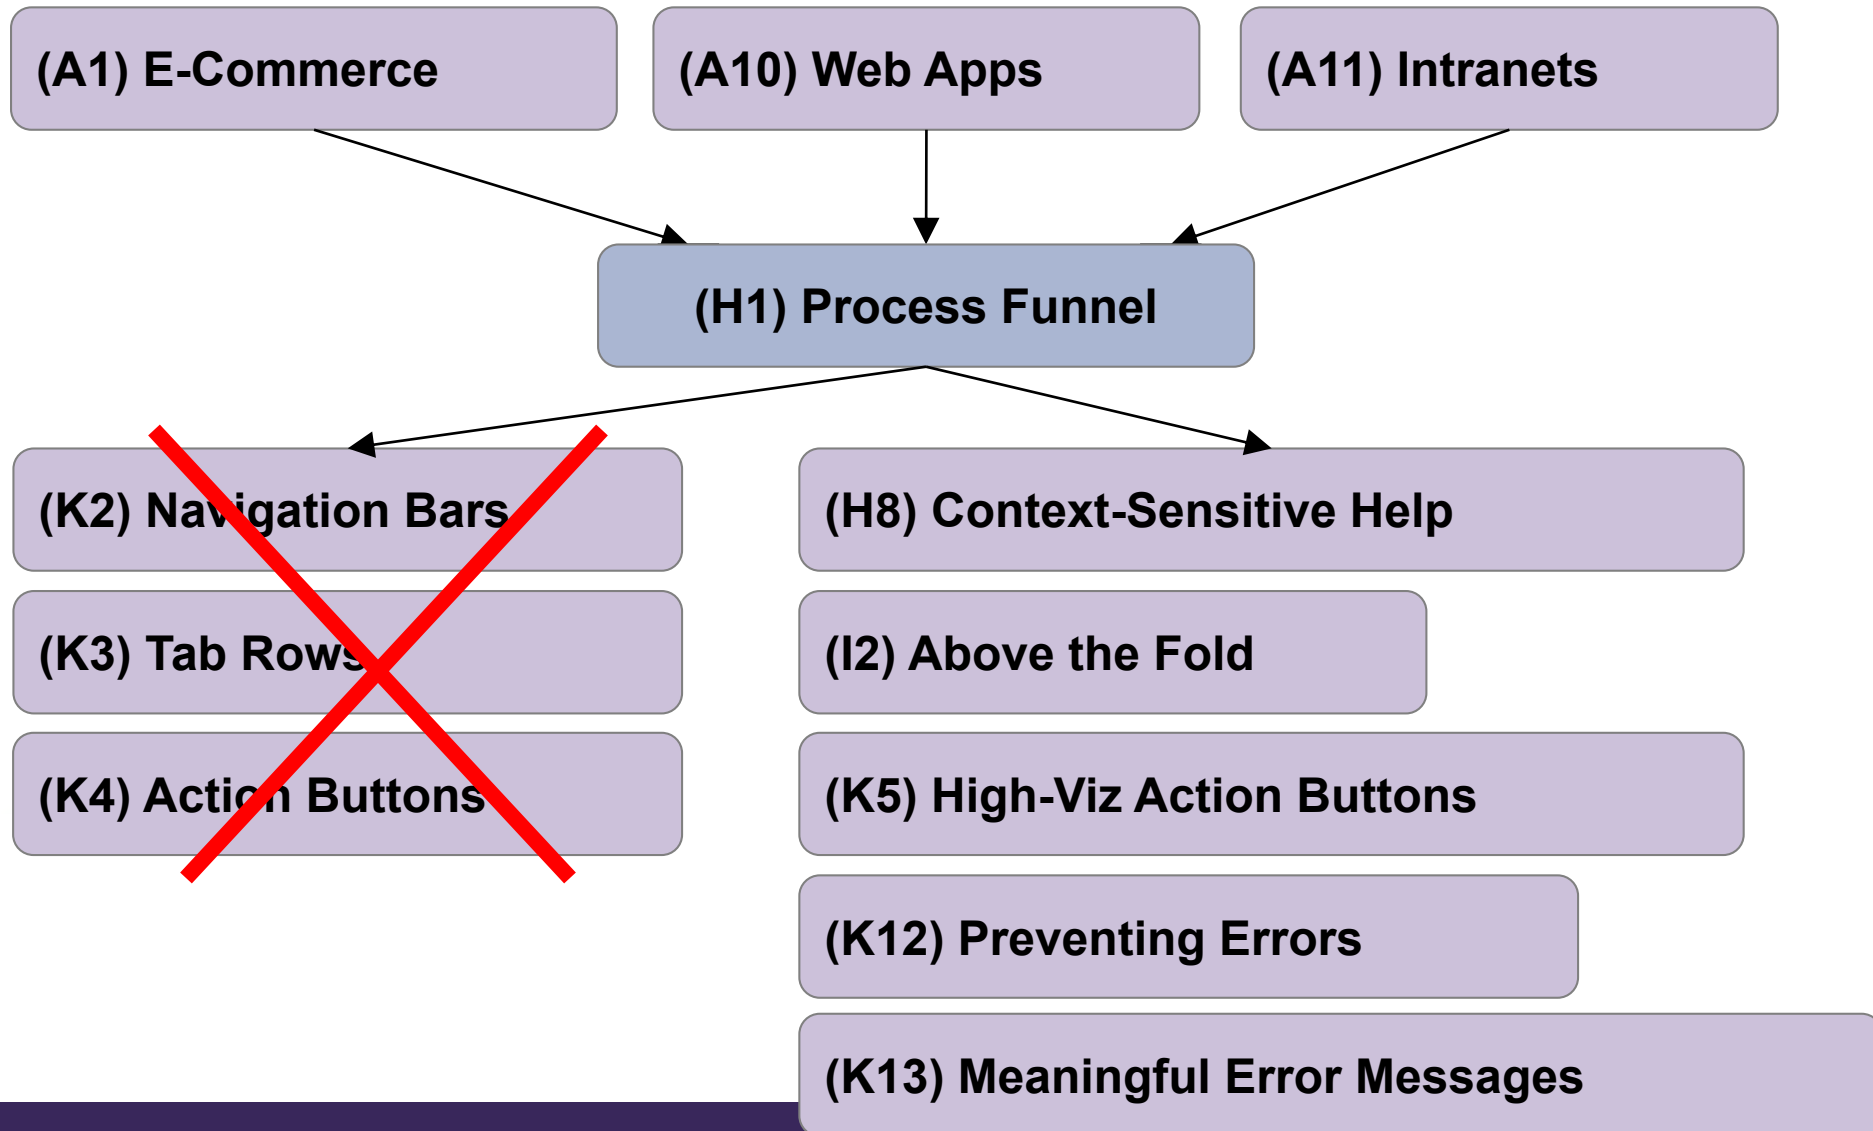 (A1) E-Commerce
(A10) Web Apps
(A11) Intranets
(H1) Process Funnel
(K2) Navigation Bars
(K3) Tab Rows
(K4) Action Buttons
(H8) Context-Sensitive Help
(I2) Above the Fold
(K5) High-Viz Action Buttons
(K12) Preventing Errors
(K13) Meaningful Error Messages